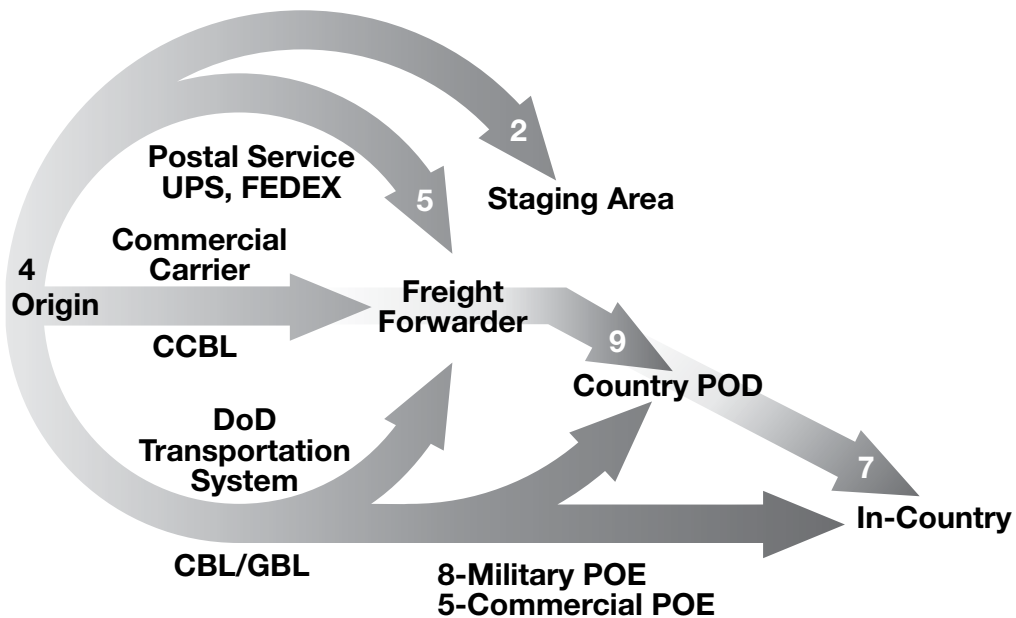 2
Postal Service
UPS, FEDEX
5
Staging Area
Commercial
Carrier
4
Origin
Freight
Forwarder
CCBL
9
Country POD
DoD
Transportation
System
7
In-Country
CBL/GBL
8-Military POE
5-Commercial POE